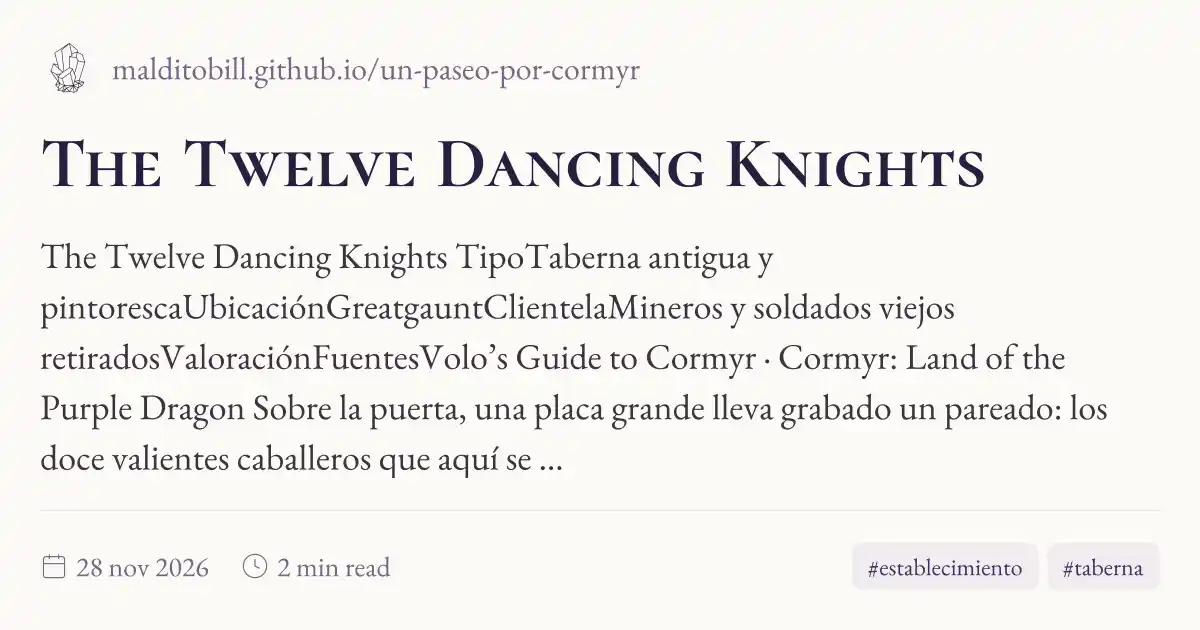 malditobill.github.io/un-paseo-por-cormyr
The Twelve Dancing Knights
The Twelve Dancing Knights TipoTaberna antigua y
pintorescaUbicaciónGreatgauntClientelaMineros y soldados viejos
retiradosValoraciónFuentesVolo’s Guide to Cormyr · Cormyr: Land of the
Purple Dragon Sobre la puerta, una placa grande lleva grabado un pareado: los
doce valientes caballeros que aquí se ...
28 nov 2026
2 min read
#establecimiento
#taberna